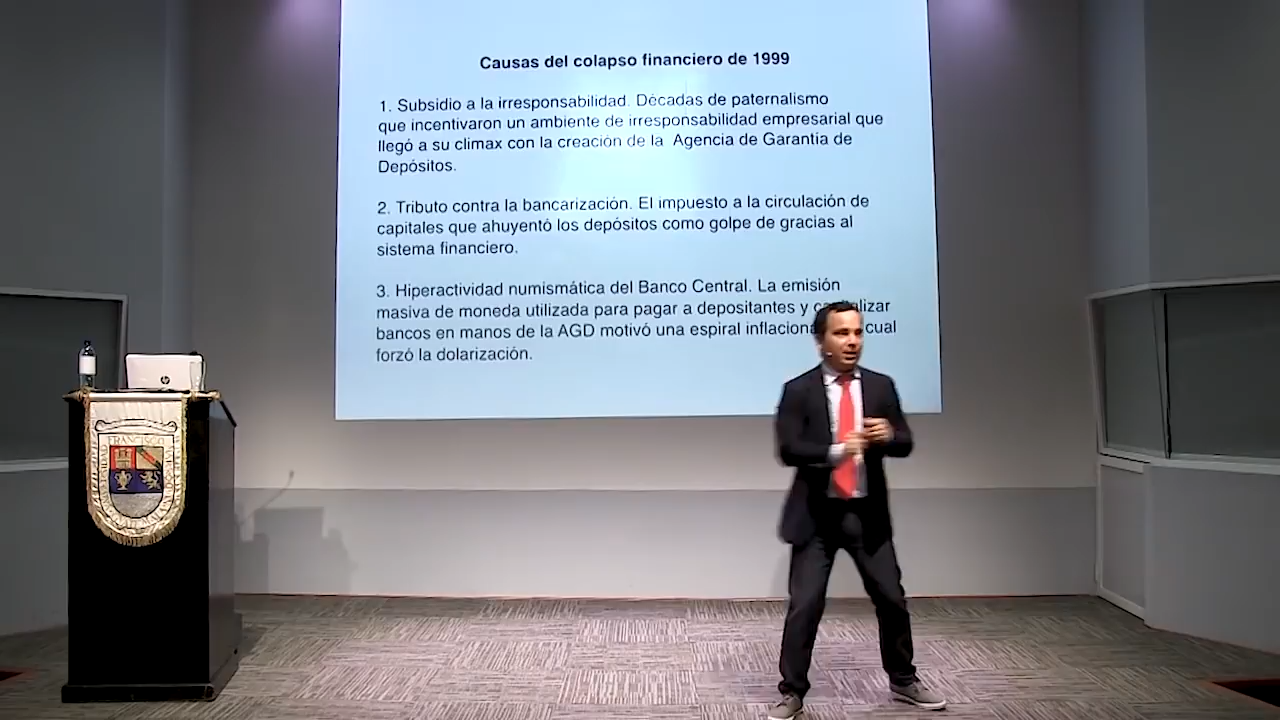 Causas del colapso financiero de 1999
1. Subsidio a la irresponsabilidad. Décadas de paternalismo
que incentivaron un ambiente de irresponsabilidad empresarial que
llegó a su climax con la creación de la Agencia de Garantía de
Depósitos.
2. Tributo contra la bancarización. El impuesto a la circulación de
capitales que ahuyentó los depósitos como golpe de gracias al
sistema financiero.
3. Hiperactividad numismática del Banco Central. La emisión
masiva de moneda utilizada para pagar a depositantes y
bancos en manos de la AGD motivó una espiral cual
forzó la dolarización.
hp
FRANCISCO